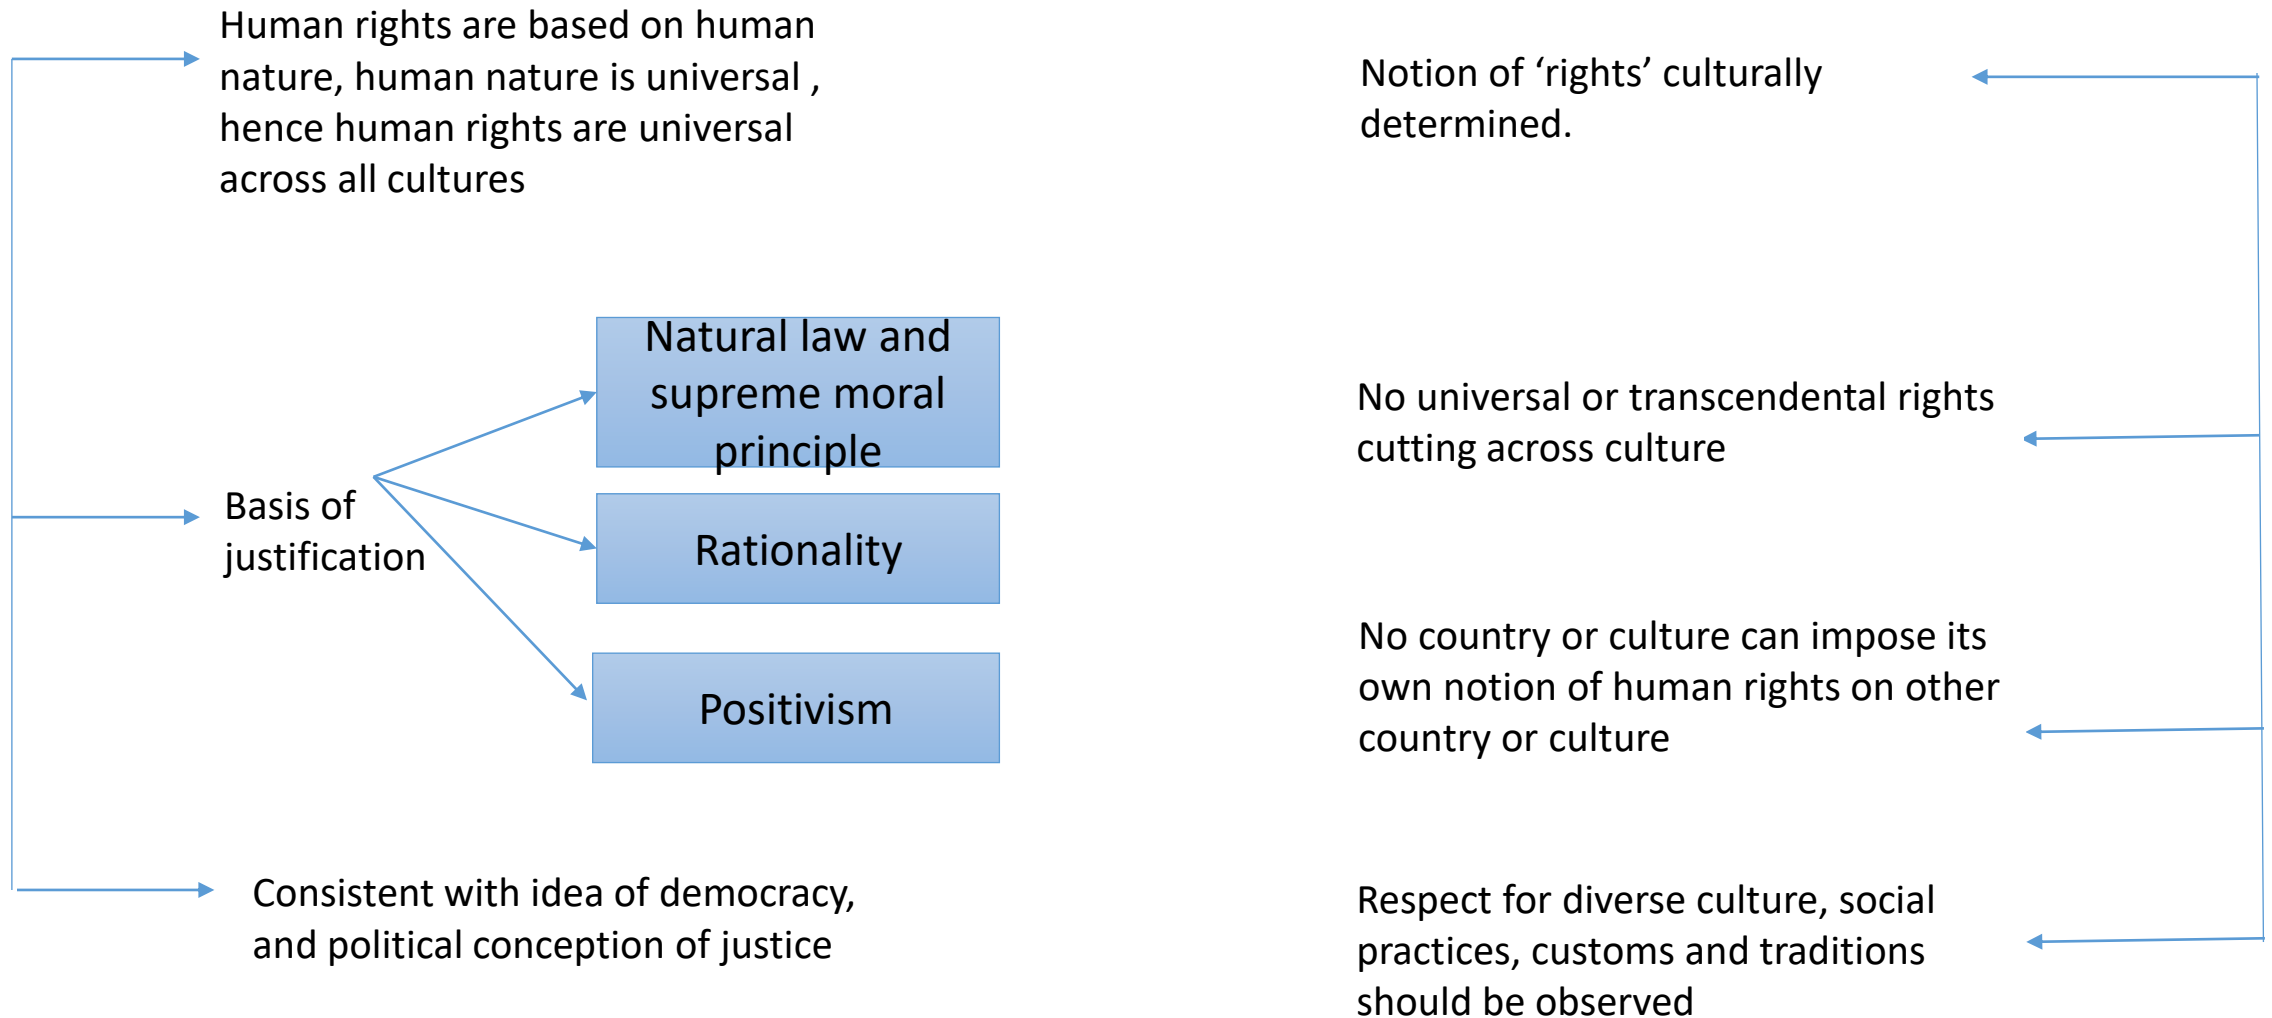 Human rights are based on human
nature, human nature is universal ,
hence human rights are universal
across all cultures
Basis of
justification
Natural law and
supreme moral
principle
Rationality
Positivism
Consistent with idea of democracy,
and political conception of justice
Notion of ‘rights’ culturally
determined.
No universal or transcendental rights
cutting across culture
No country or culture can impose its
own notion of human rights on other
country or culture
Respect for diverse culture, social
practices, customs and traditions
should be observed